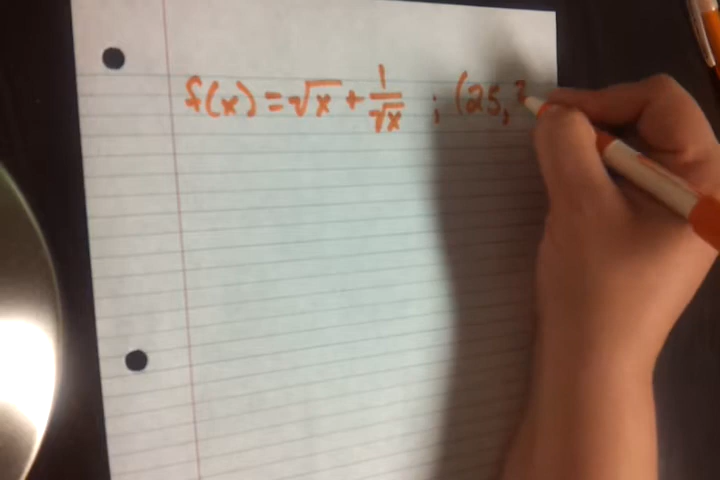 f(x) = √x + 1/√x ; (25,